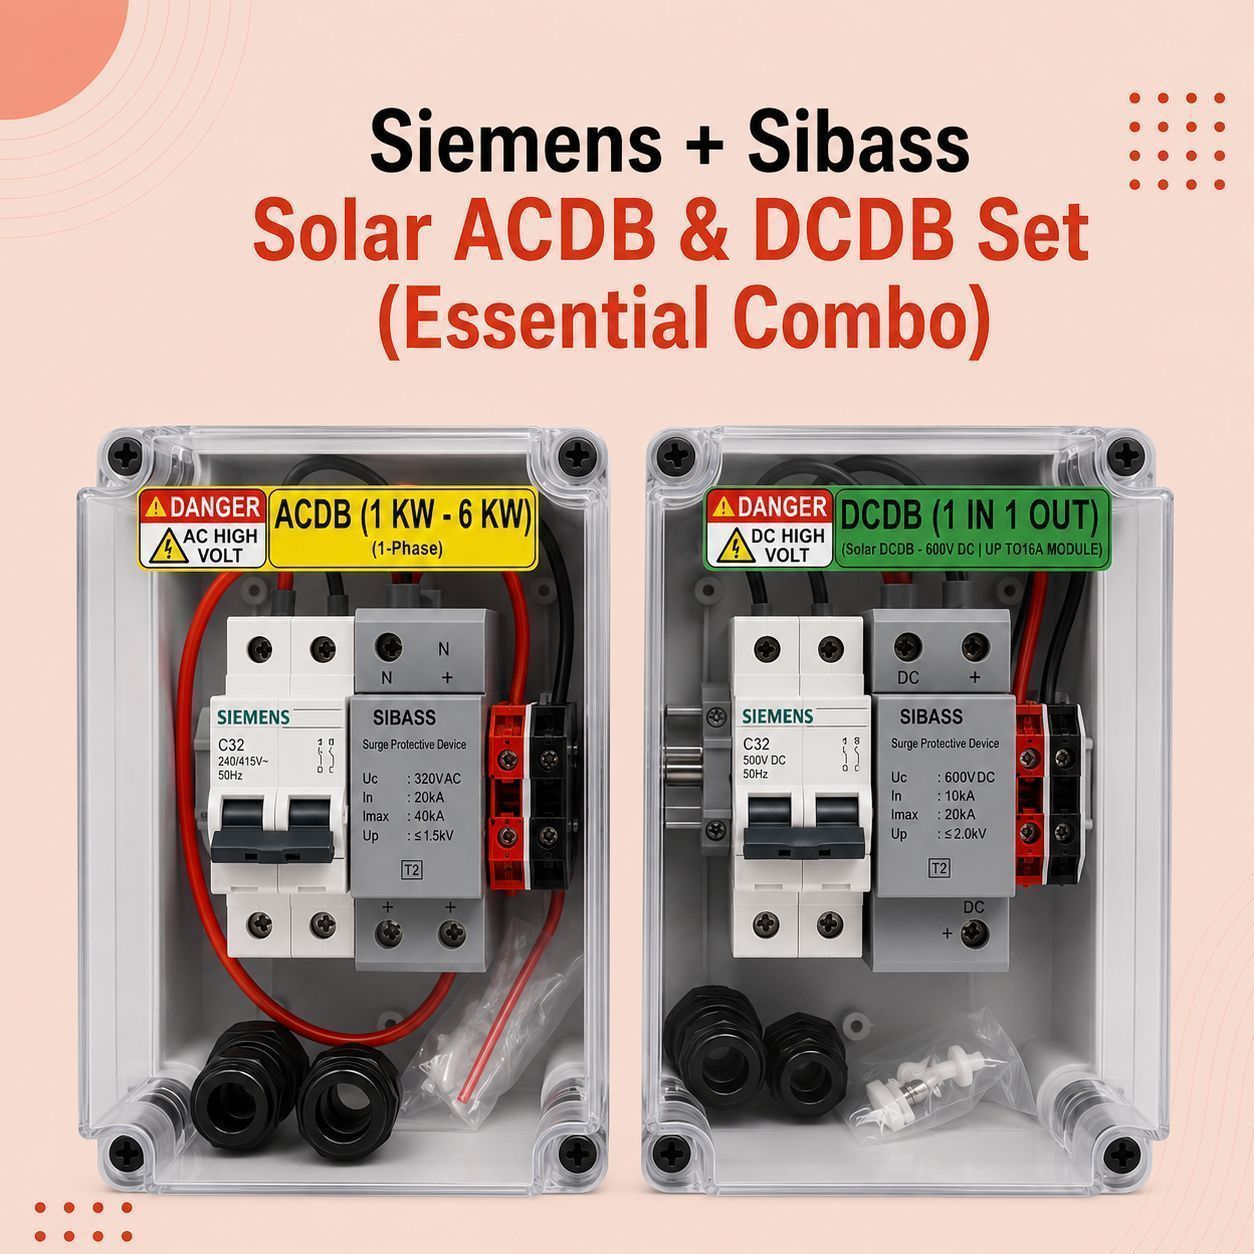 Siemens + Sibass
Solar ACDB & DCDB Set
(Essential Combo)
DANGER
AC HIGH
VOLT
ACDB (1 KW - 6 KW)
(1-Phase)
N
N
+
SIEMENS
C32
240/415V~
50Hz
SIBASS
Surge Protective Device
Uc : 320VAC
In : 20kA
Imax : 40kA
Up : ≤1.5kV
T2
+ +
DANGER
DC HIGH
VOLT
DCDB (1 IN 1 OUT)
(Solar DCDB - 600V DC | UP TO16A MODULE)
DC +
SIEMENS
C32
500V DC
50Hz
SIBASS
Surge Protective Device
Uc : 600VDC
In : 10kA
Imax : 20kA
Up : ≤2.0kV
T2
DC
+